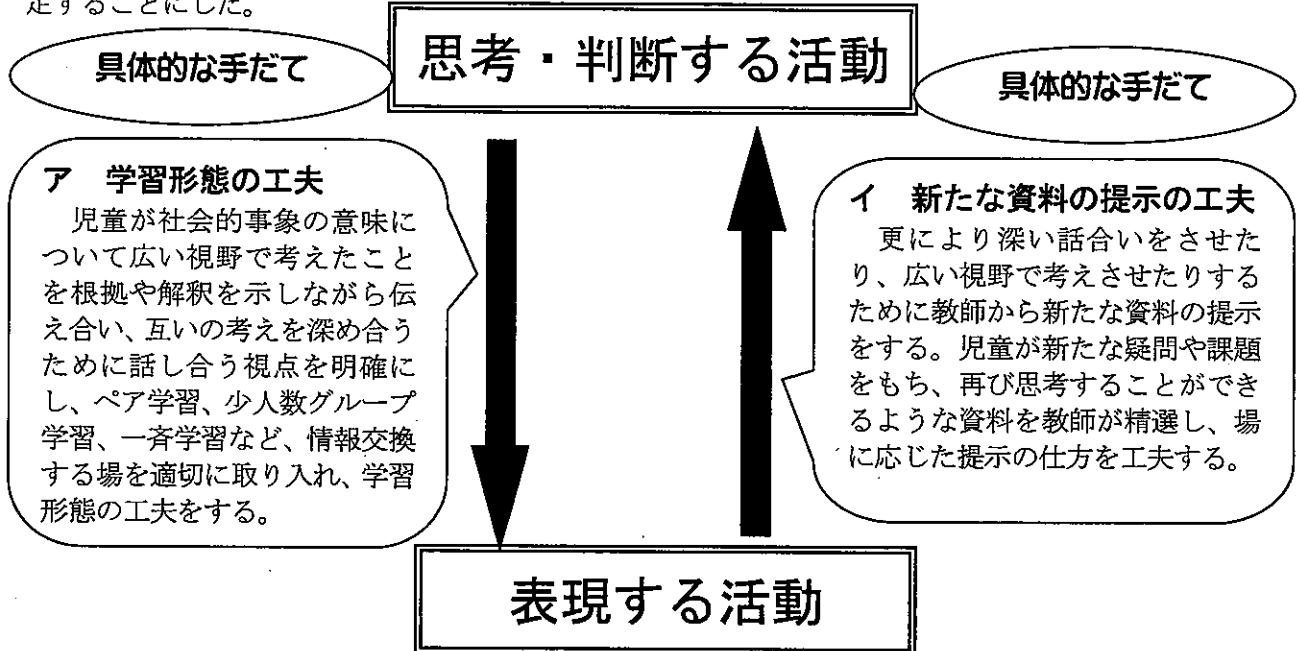 定することにした。
具体的な手だて
思考・判断する活動
具体的な手だて
ア 学習形態の工夫
児童が社会的事象の意味に
ついて広い視野で考えたこと
を根拠や解釈を示しながら伝
え合い、互いの考えを深め合う
ために話し合う視点を明確に
し、ペア学習、少人数グループ
学習、一斉学習など、情報交換
する場を適切に取り入れ、学習
形態の工夫をする。
イ 新たな資料の提示の工夫
更により深い話合いをさせた
り、広い視野で考えさせたりする
ために教師から新たな資料の提示
をする。児童が新たな疑問や課題
をもち、再び思考することができ
るような資料を教師が精選し、場
に応じた提示の仕方を工夫する。
表現する活動